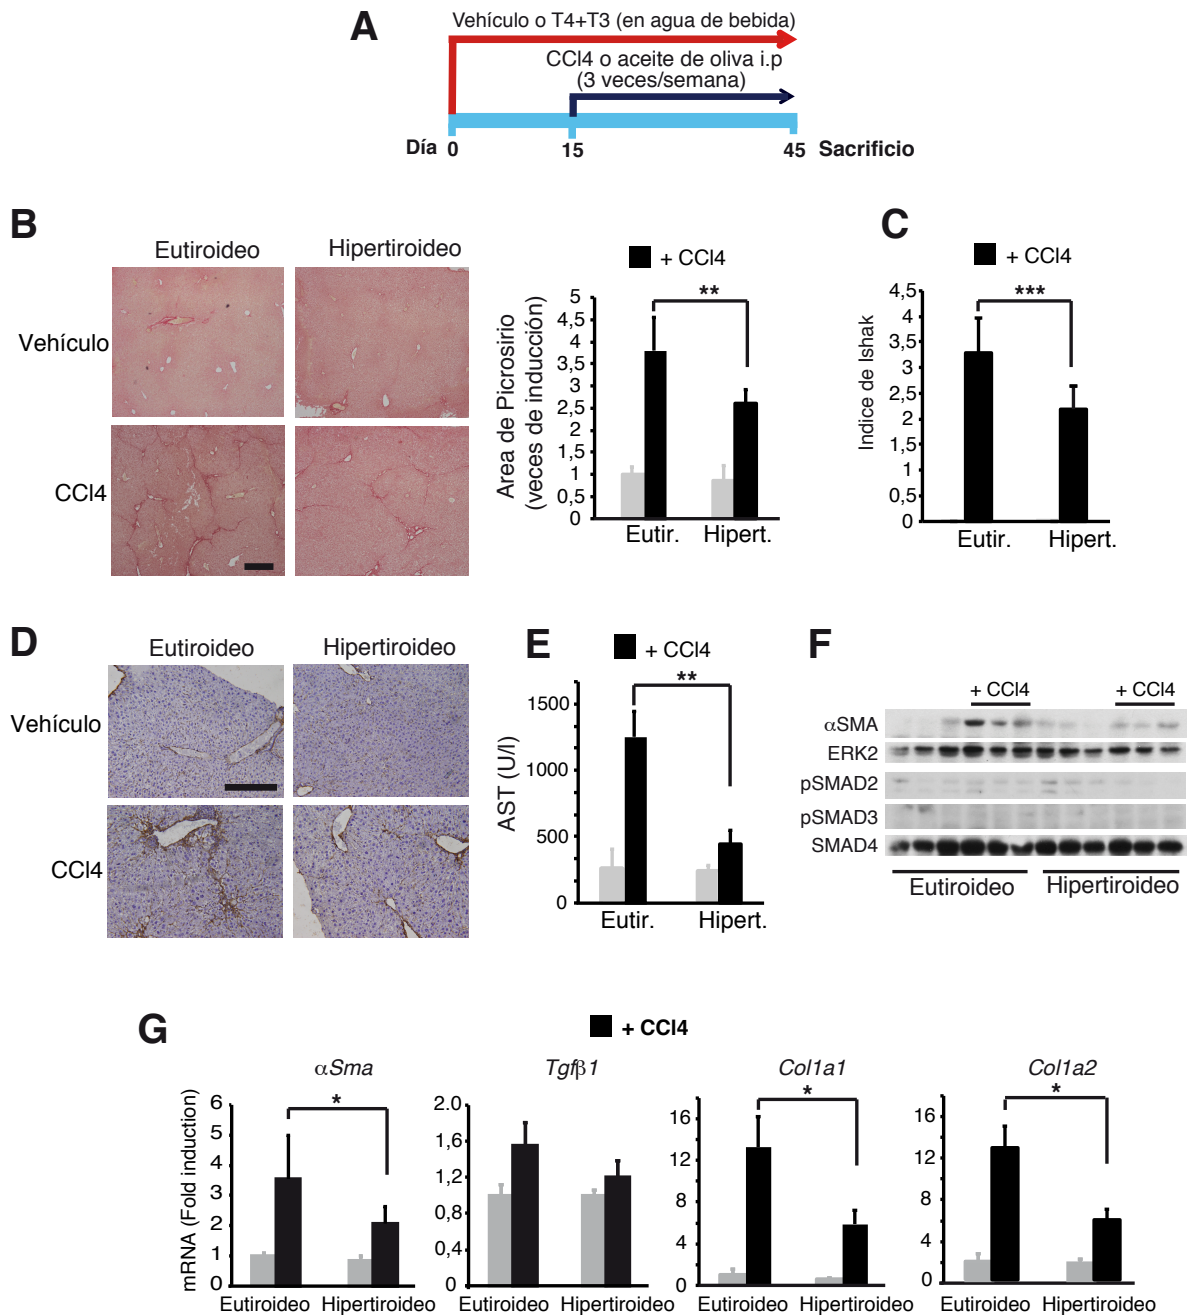 A
Vehículo o T4+T3 (en agua de bebida)
CCl4 o aceite de oliva i.p
(3 veces/semana)
Día 0 15 45 Sacrificio
B
Eutiroideo Hipertiroideo
Vehículo
CCl4
+ CCl4
**
Area de Picrosirio
(veces de inducción)
5
4,5
4
3,5
3
2,5
2
1,5
1
0,5
0
Eutir. Hipert.
C
+ CCl4
***
Indice de Ishak
4,5
4
3,5
3
2,5
2
1,5
1
0,5
0
Eutir. Hipert.
D
Eutiroideo Hipertiroideo
Vehículo
CCl4
E
+ CCl4
**
AST (U/l)
1500
1000
500
0
Eutir. Hipert.
F
+ CCl4 + CCl4
αSMA
ERK2
pSMAD2
pSMAD3
SMAD4
Eutiroideo Hipertiroideo
G
+ CCl4
αSma
*
mRNA (Fold induction)
6
5
4
3
2
1
0
Eutiroideo Hipertiroideo
Tgfβ1
2.0
1,6
1,2
0,8
0,4
0
Eutiroideo Hipertiroideo
Col1a1
*
16
12
8
4
0
Eutiroideo Hipertiroideo
Col1a2
*
16
12
8
4
0
Eutiroideo Hipertiroideo